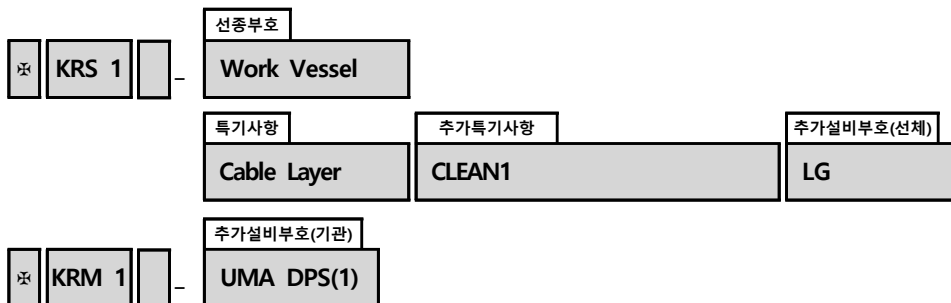 선종부호
✠ KRS 1 _ Work Vessel
특기사항 추가특기사항 추가설비부호(선체)
Cable Layer CLEAN1 LG
추가설비부호(기관)
✠ KRM 1 _ UMA DPS(1)